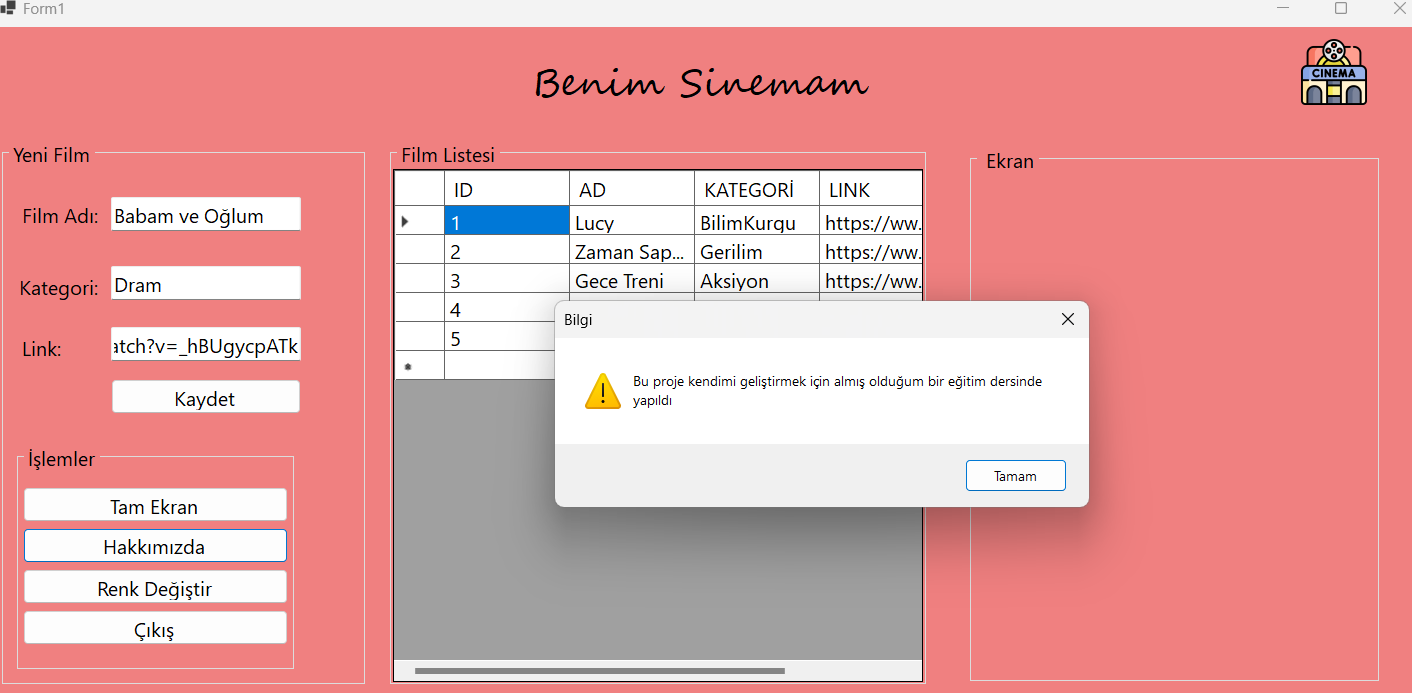 Form1
Benim Sinemam
CINEMA
Yeni Film
Film Adı: Babam ve Oğlum
Kategori: Dram
Link: atch?v=_hBUgycpATk
Kaydet
İşlemler
Tam Ekran
Hakkımızda
Renk Değiştir
Çıkış
Film Listesi
ID AD KATEGORİ LINK
1 Lucy BilimKurgu https://ww.
2 Zaman Sap... Gerilim https://ww.
3 Gece Treni Aksiyon https://ww.
4
5
Bilgi
Bu proje kendimi geliştirmek için almış olduğum bir eğitim dersinde
yapıldı
Tamam
Ekran